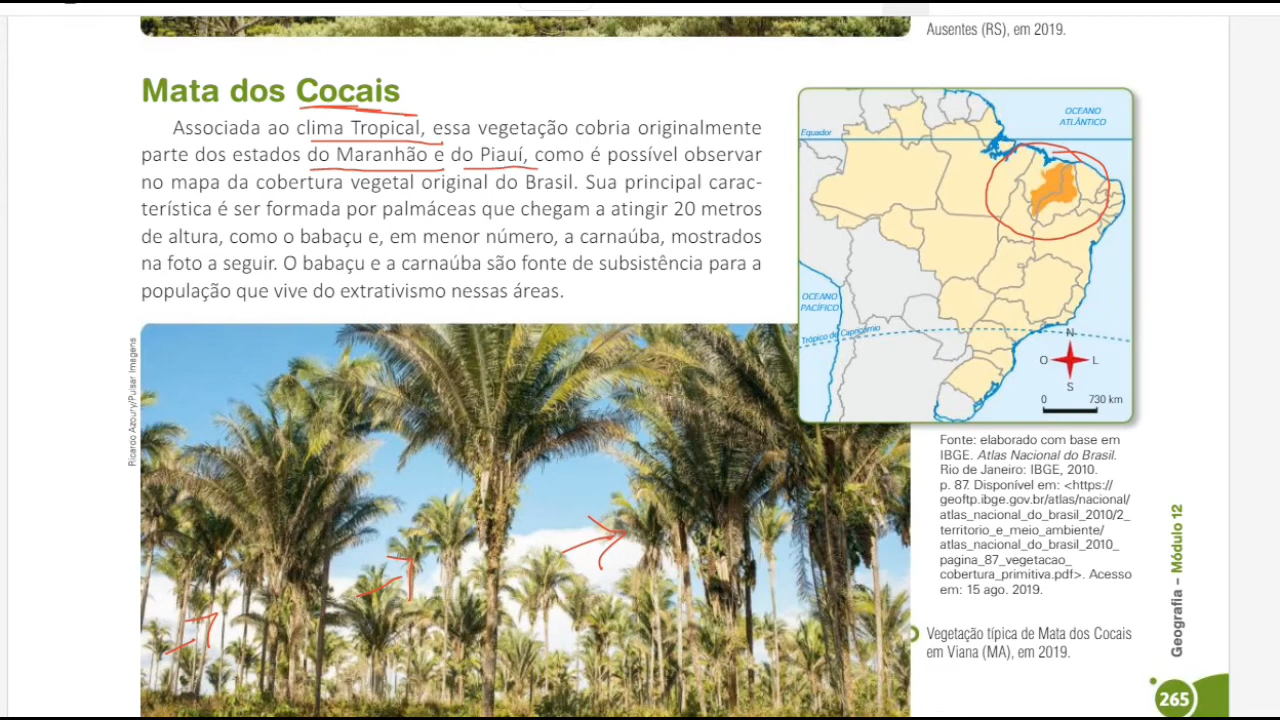 Ausentes (RS), em 2019.
Mata dos Cocais
Associada ao clima Tropical, essa vegetação cobria originalmente
parte dos estados do Maranhão e do Piauí, como é possível observar
no mapa da cobertura vegetal original do Brasil. Sua principal carac-
terística é ser formada por palmáceas que chegam a atingir 20 metros
de altura, como o babaçu e, em menor número, a carnaúba, mostrados
na foto a seguir. O babaçu e a carnaúba são fonte de subsistência para a
população que vive do extrativismo nessas áreas.
OCEANO
ATLÂNTICO
Equador
OCEANO
PACÍFICO
Trópico de Capricórnio
N
O
L
S
0
730 km
Ricardo Azoury/Pulsar Imagens
Fonte: elaborado com base em
IBGE. Atlas Nacional do Brasil.
Rio de Janeiro: IBGE, 2010.
p. 87. Disponível em: <https://
geoftp.ibge.gov.br/atlas/nacional/
atlas_nacional_do_brasil_2010/2_
territorio_e_meio_ambiente/
atlas_nacional_do_brasil_2010_
pagina_87_vegetacao_
cobertura_primitiva.pdf>. Acesso
em: 15 ago. 2019.
Vegetação típica de Mata dos Cocais
em Viana (MA), em 2019.
Geografia – Módulo 12
265